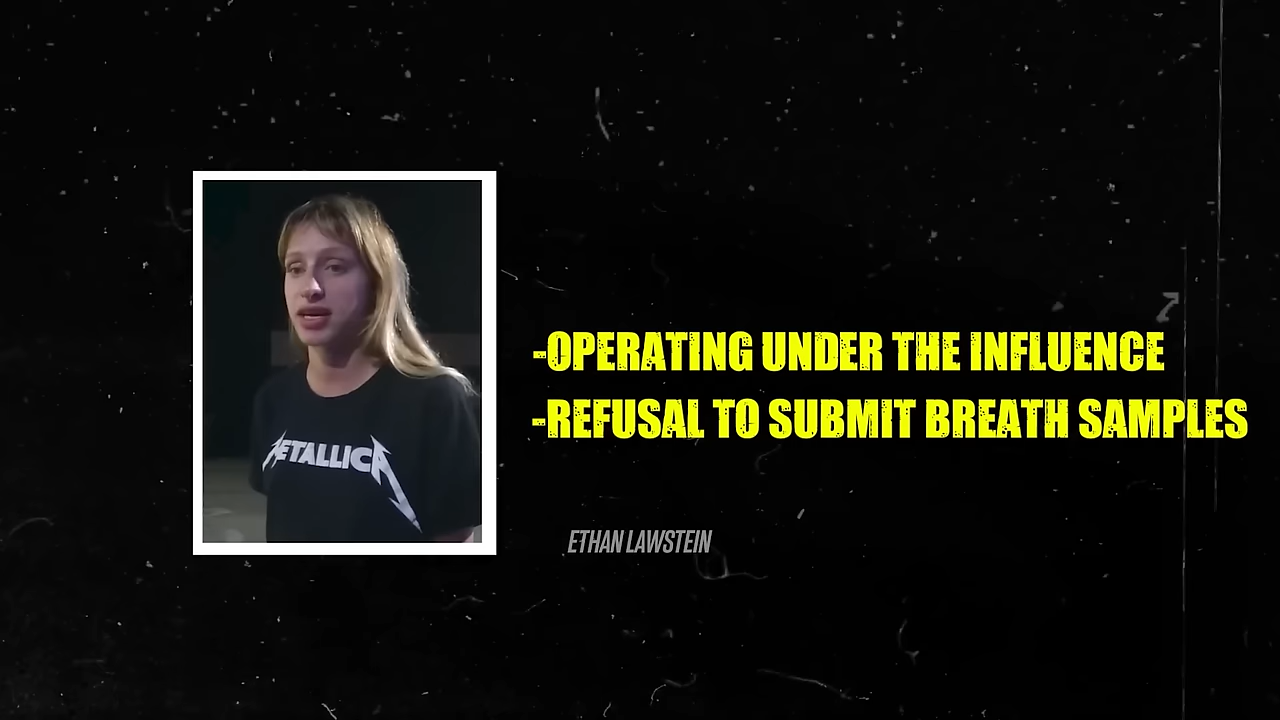 METALLICA
-OPERATING UNDER THE INFLUENCE
-REFUSAL TO SUBMIT BREATH SAMPLES
ETHAN LAWSTEIN